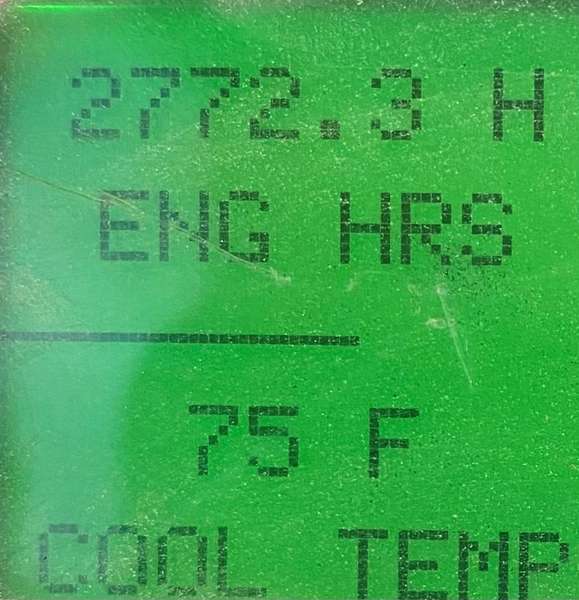 2772.3 H
ENG HRS
75 F
COOL TEMP